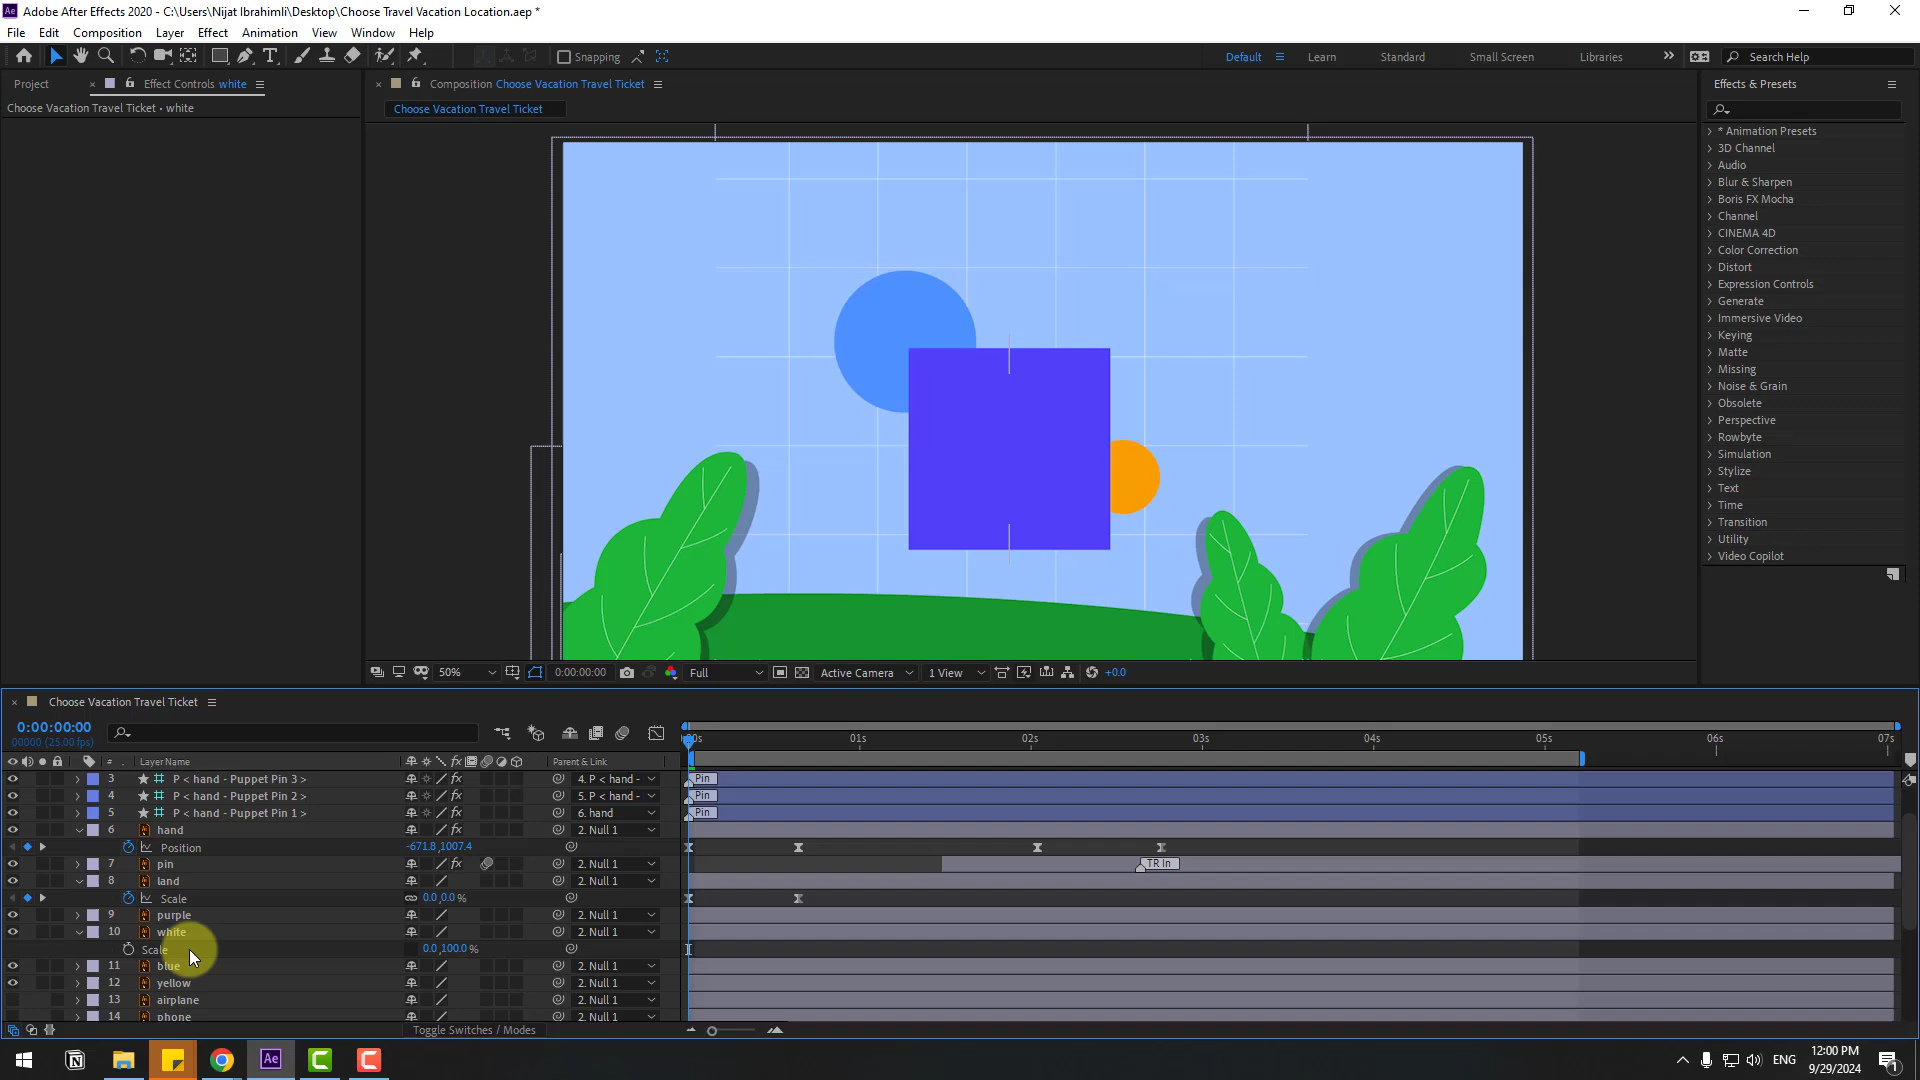 Adobe After Effects 2020 - C:\Users\Nijat Ibrahimli\Desktop\Choose Travel Vacation Location.aep *
File Edit Composition Layer Effect Animation View Window Help
Snapping
Default Learn Standard Small Screen Libraries Search Help
Project Effect Controls white
Composition Choose Vacation Travel Ticket
Effects & Presets
Choose Vacation Travel Ticket • white
Choose Vacation Travel Ticket
* Animation Presets
3D Channel
Audio
Blur & Sharpen
Boris FX Mocha
Channel
CINEMA 4D
Color Correction
Distort
Expression Controls
Generate
Immersive Video
Keying
Matte
Missing
Noise & Grain
Obsolete
Perspective
Rowbyte
Simulation
Stylize
Text
Time
Transition
Utility
Video Copilot
50% 0:00:00:00 Full Active Camera 1 View +0.0
Choose Vacation Travel Ticket
0:00:00:00
00000 (25.00 fps)
00s 01s 02s 03s 04s 05s 06s 07s
# Layer Name Parent & Link
3 P < hand - Puppet Pin 3 > 4. P < hand - Pin
4 P < hand - Puppet Pin 2 > 5. P < hand - Pin
5 P < hand - Puppet Pin 1 > 6. hand Pin
6 hand 2. Null 1
Position -671.8,1007.4
7 pin 2. Null 1 TR In
8 land 2. Null 1
Scale 0.0,0.0 %
9 purple 2. Null 1
10 white 2. Null 1
Scale 0.0,100.0 %
11 blue 2. Null 1
12 yellow 2. Null 1
13 airplane 2. Null 1
14 phone 2. Null 1
Toggle Switches / Modes
ENG
12:00 PM
9/29/2024
1